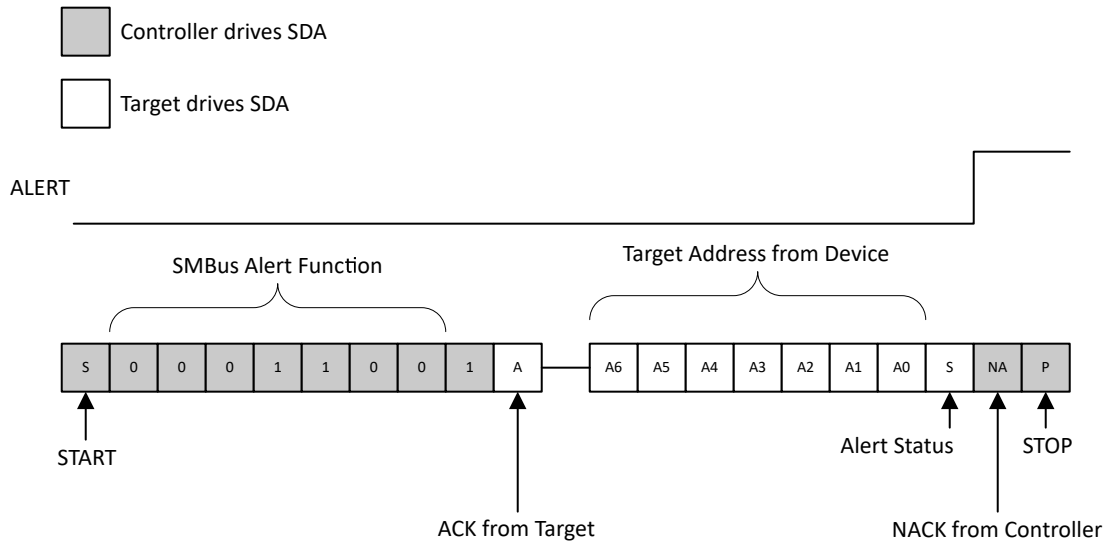 Controller drives SDA
Target drives SDA
ALERT
SMBus Alert Function
Target Address from Device
S 0 0 0 1 1 0 0 1 A A6 A5 A4 A3 A2 A1 A0 S NA P
START
Alert Status
STOP
ACK from Target
NACK from Controller